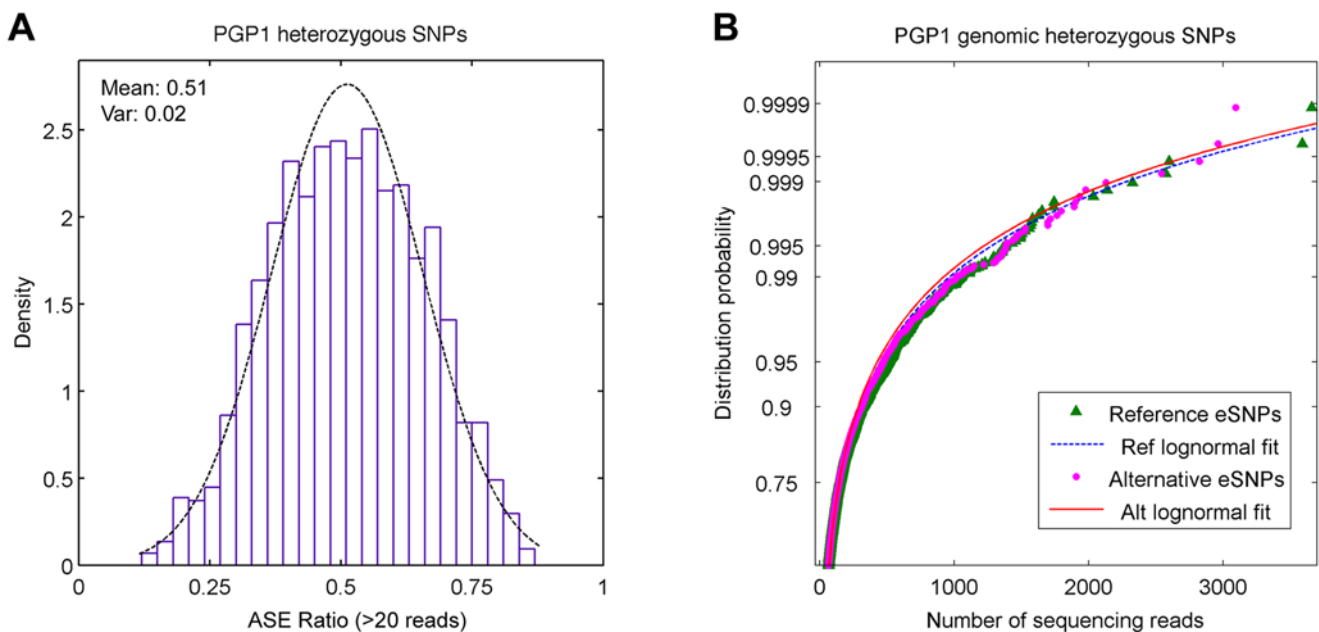 A
PGP1 heterozygous SNPs
Mean: 0.51
Var: 0.02
Density
2.5
2
1.5
1
0.5
0
0
0.25
0.5
0.75
1
ASE Ratio (>20 reads)
B
PGP1 genomic heterozygous SNPs
Distribution probability
0.9999
0.9995
0.999
0.995
0.99
0.95
0.9
0.75
Reference eSNPs
Ref lognormal fit
Alternative eSNPs
Alt lognormal fit
0
1000
2000
3000
Number of sequencing reads